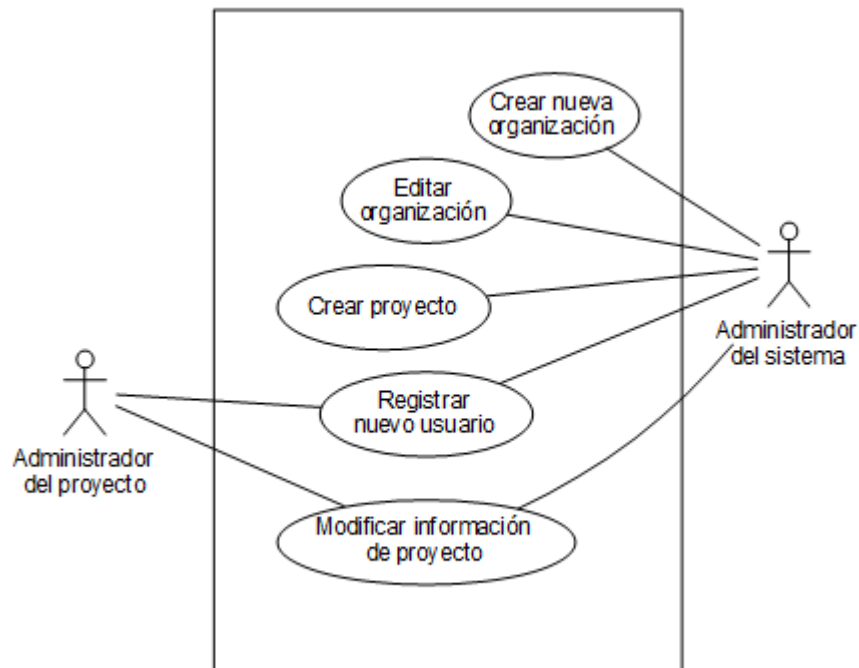 Crear nueva
organización
Editar
organización
Crear proyecto
Administrador
del sistema
Registrar
nuevo usuario
Administrador
del proyecto
Modificar información
de proyecto